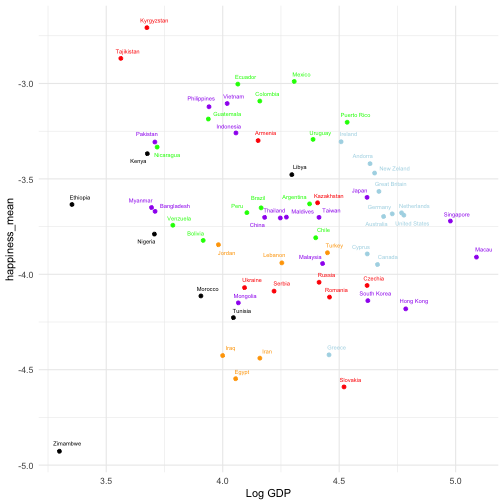 Kyrgyzstan
Tajikistan
Ecuador
Mexico
-3.0
Philippines
Vietnam
Colombia
Guatemala
Puerto Rico
Indonesia
Pakistan
Armenia
Uruguay
Ireland
Kenya
Nicaragua
Libya
Andorra
New Zeland
-3.5
Great Britain
Ethiopia
Myanmar
Bangladesh
Brazil
Argentina
Kazakhstan
Japan
Peru
Thailand
Maldives
Taiwan
Germany
Netherlands
Venzula
Singapore
Nigeria
Bolivia
China
Chile
Australia
United States
Jordan
Lebanon
Turkey
Malaysia
Cyprus
Canada
Macau
-4.0
happiness_mean
Morocco
Ukraine
Serbia
Russia
Czechia
Mongolia
Romania
South Korea
Hong Kong
Tunisia
Iraq
Iran
Greece
Egypt
Slovakia
-4.5
Zimambwe
-5.0
3.5 4.0 4.5 5.0
Log GDP